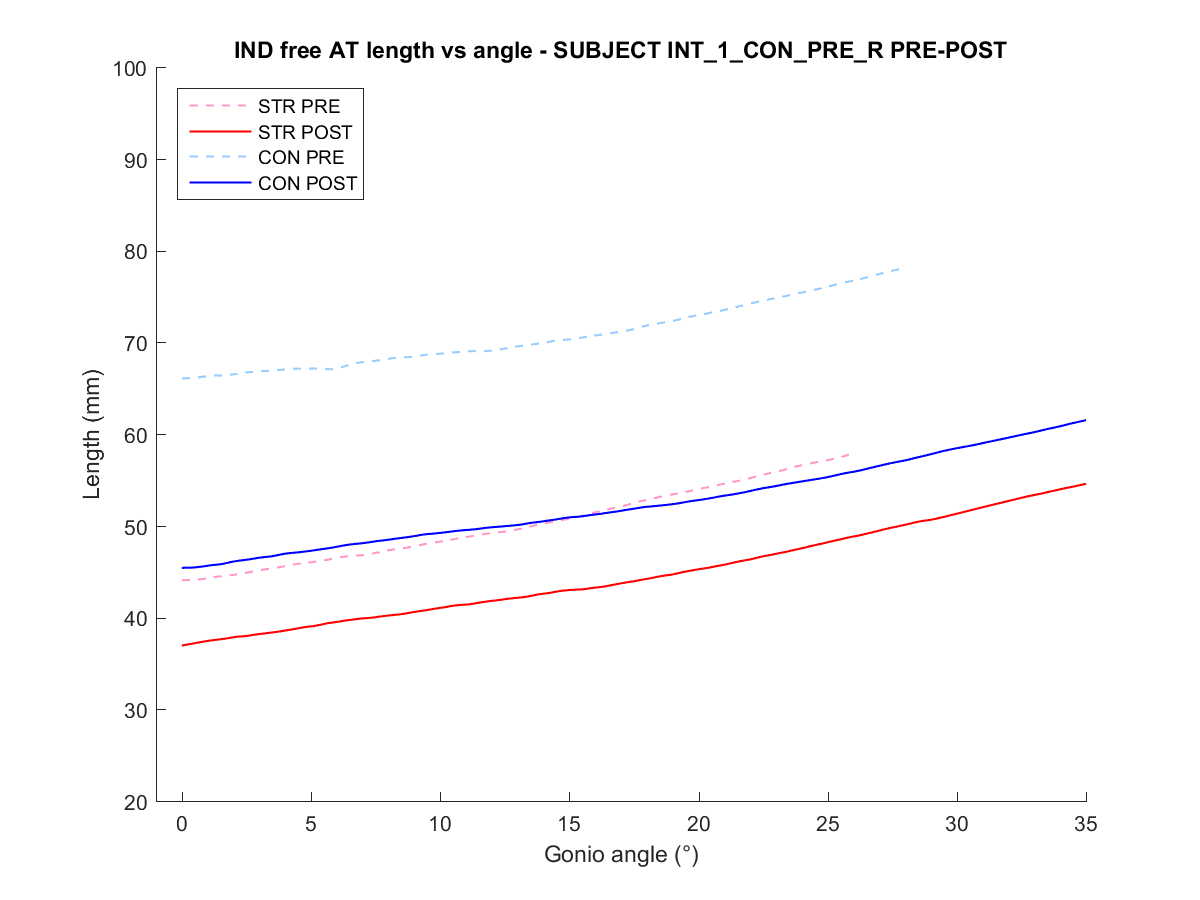 IND free AT length vs angle - SUBJECT INT_1_CON_PRE_R PRE-POST
100
90
80
70
60
50
40
30
20
Length (mm)
STR PRE
STR POST
CON PRE
CON POST
0 5 10 15 20 25 30 35
Gonio angle (°)